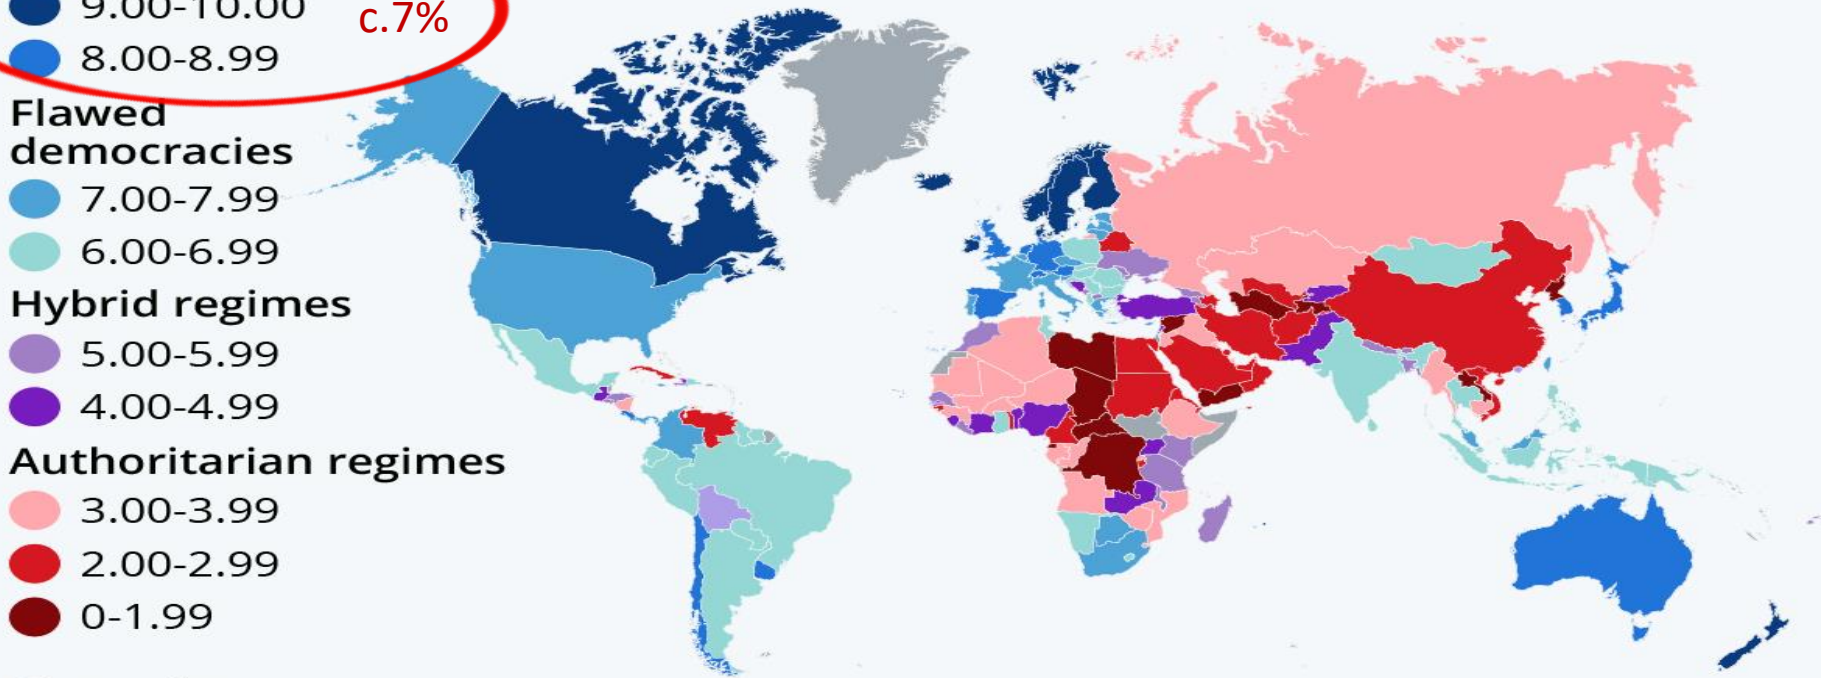 9.00-10.00
c.7%
8.00-8.99
Flawed
democracies
7.00-7.99
6.00-6.99
Hybrid regimes
5.00-5.99
4.00-4.99
Authoritarian regimes
3.00-3.99
2.00-2.99
0-1.99